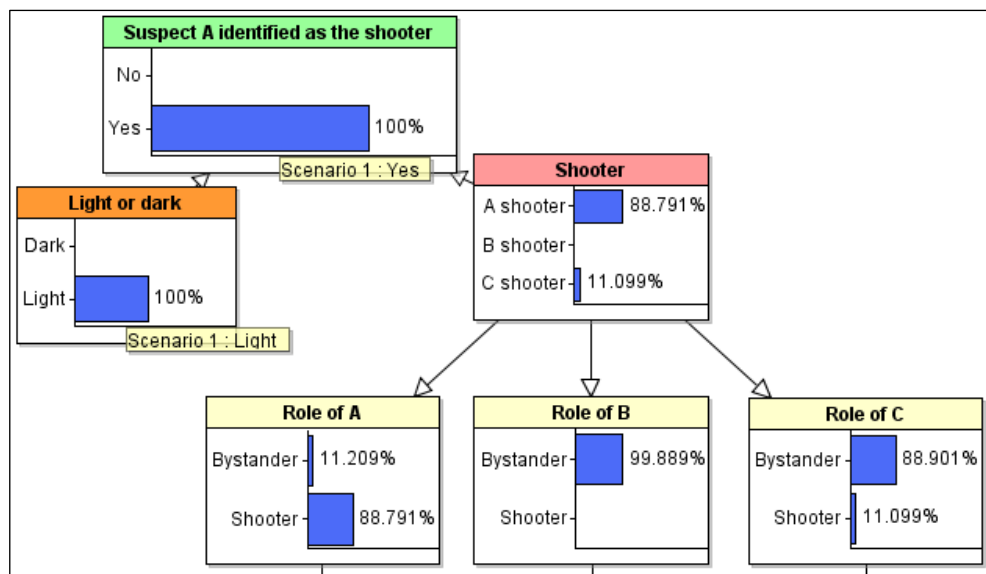 Suspect A identified as the shooter
No
Yes
100%
Scenario 1 : Yes
Light or dark
Dark
Light
100%
Scenario 1 : Light
Shooter
A shooter
88.791%
B shooter
C shooter
11.099%
Role of A
Bystander
11.209%
Shooter
88.791%
Role of B
Bystander
99.889%
Shooter
Role of C
Bystander
88.901%
Shooter
11.099%